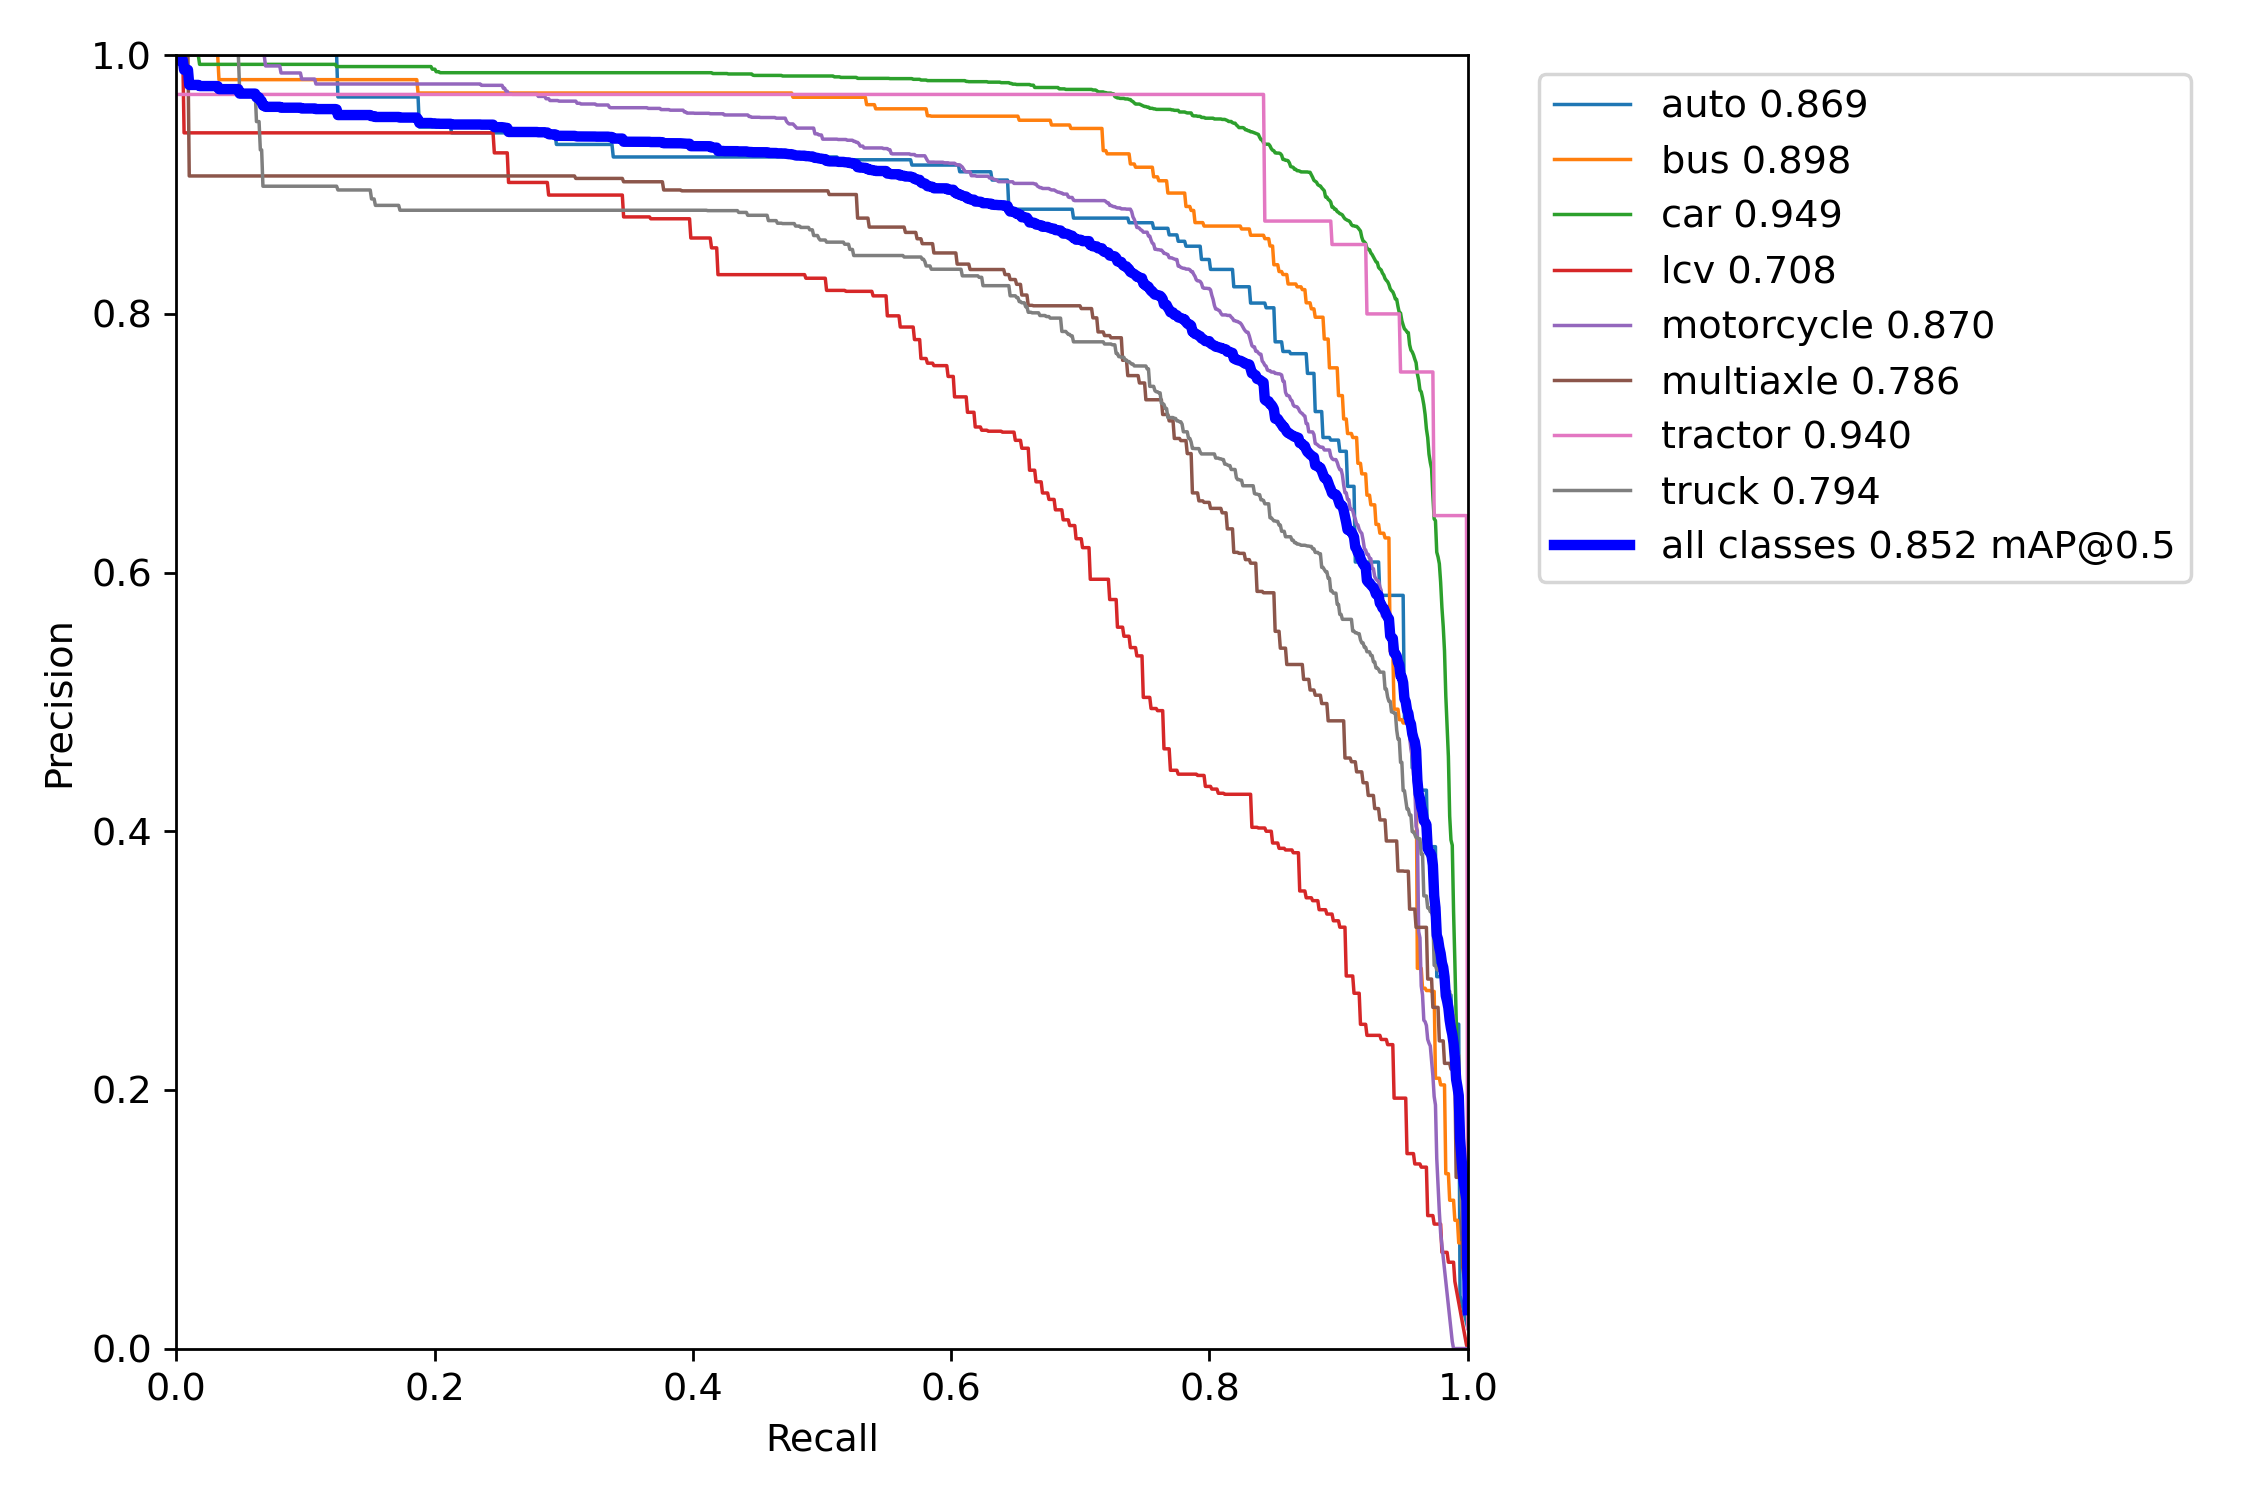 1.0
0.8
0.6
0.4
0.2
0.0
0.0 0.2 0.4 0.6 0.8 1.0
Precision
Recall
auto 0.869
bus 0.898
car 0.949
lcv 0.708
motorcycle 0.870
multiaxle 0.786
tractor 0.940
truck 0.794
all classes 0.852 mAP@0.5